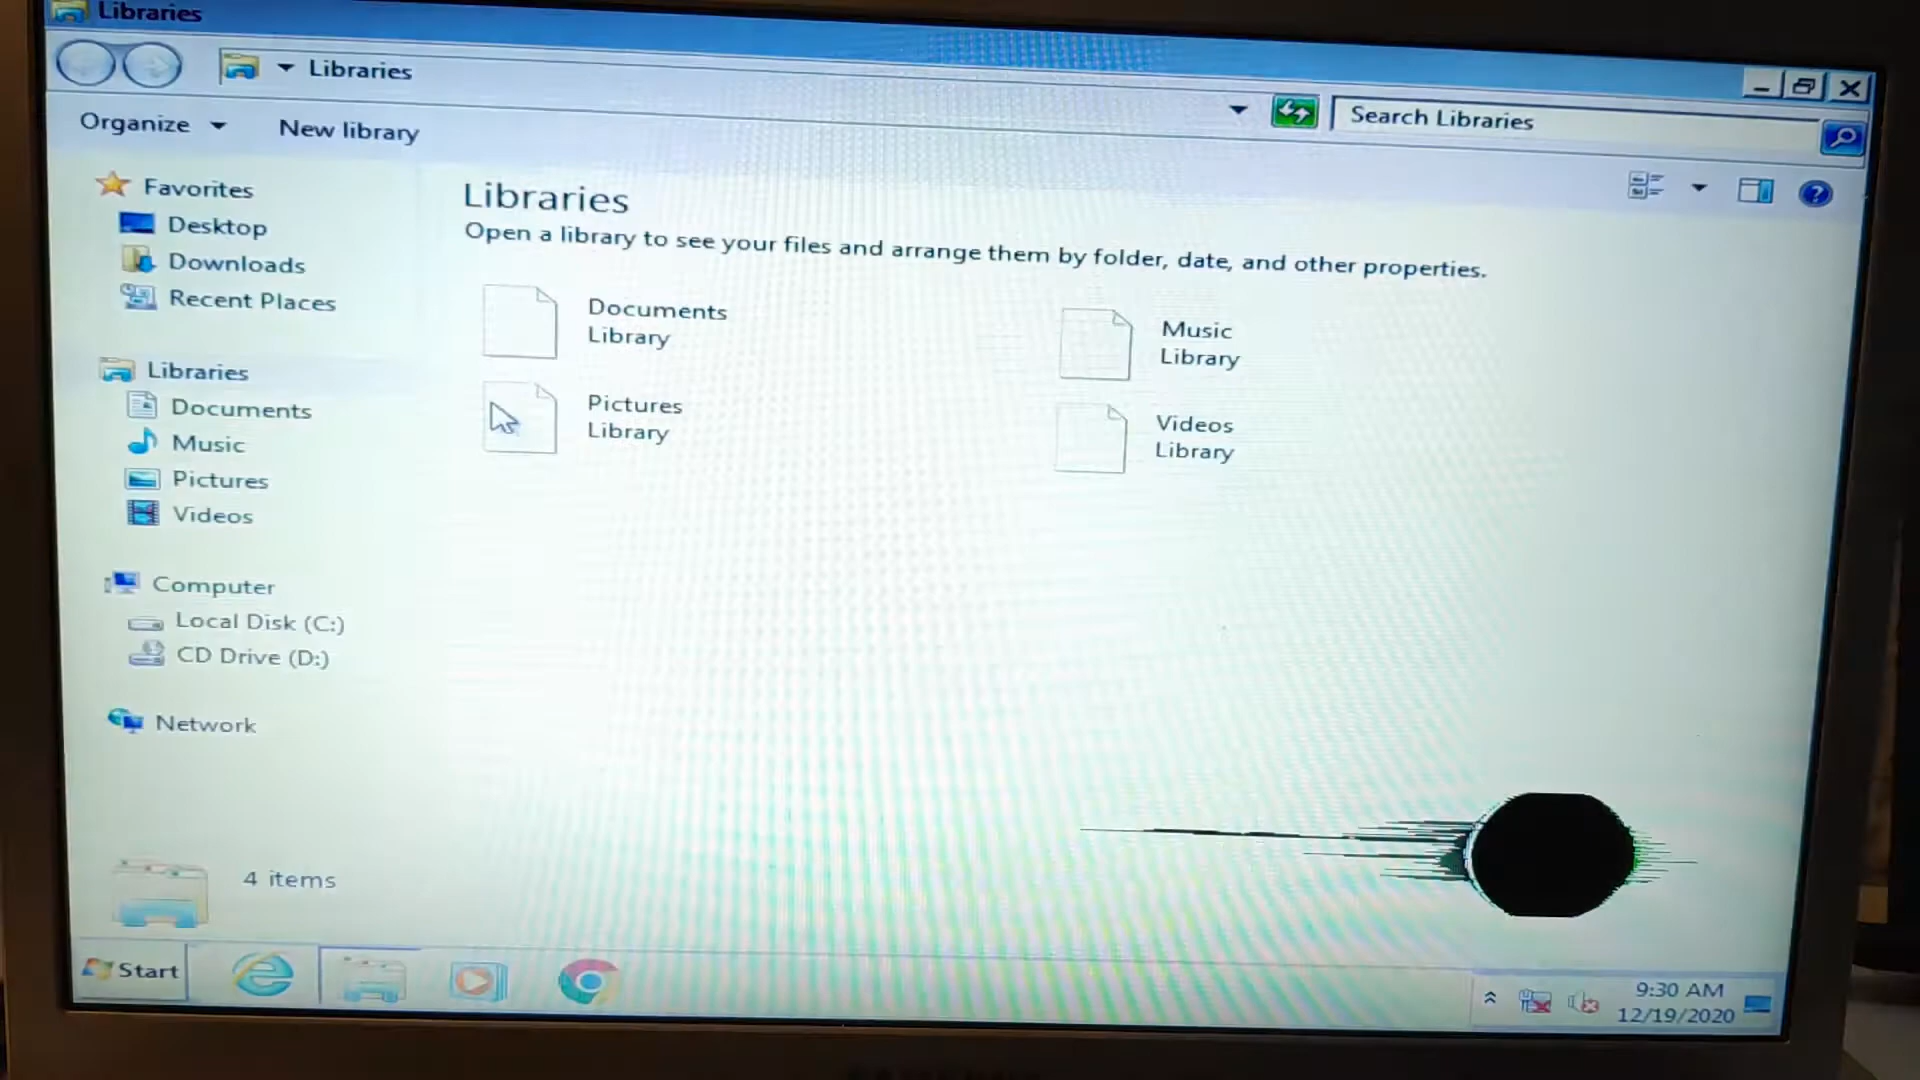 Libraries
Libraries
Search Libraries
Organize
New library
Favorites
Desktop
Downloads
Recent Places
Libraries
Documents
Music
Pictures
Videos
Computer
Local Disk (C:)
CD Drive (D:)
Network
Libraries
Open a library to see your files and arrange them by folder, date, and other properties.
Documents
Library
Music
Library
Pictures
Library
Videos
Library
4 items
Start
9:30 AM
12/19/2020